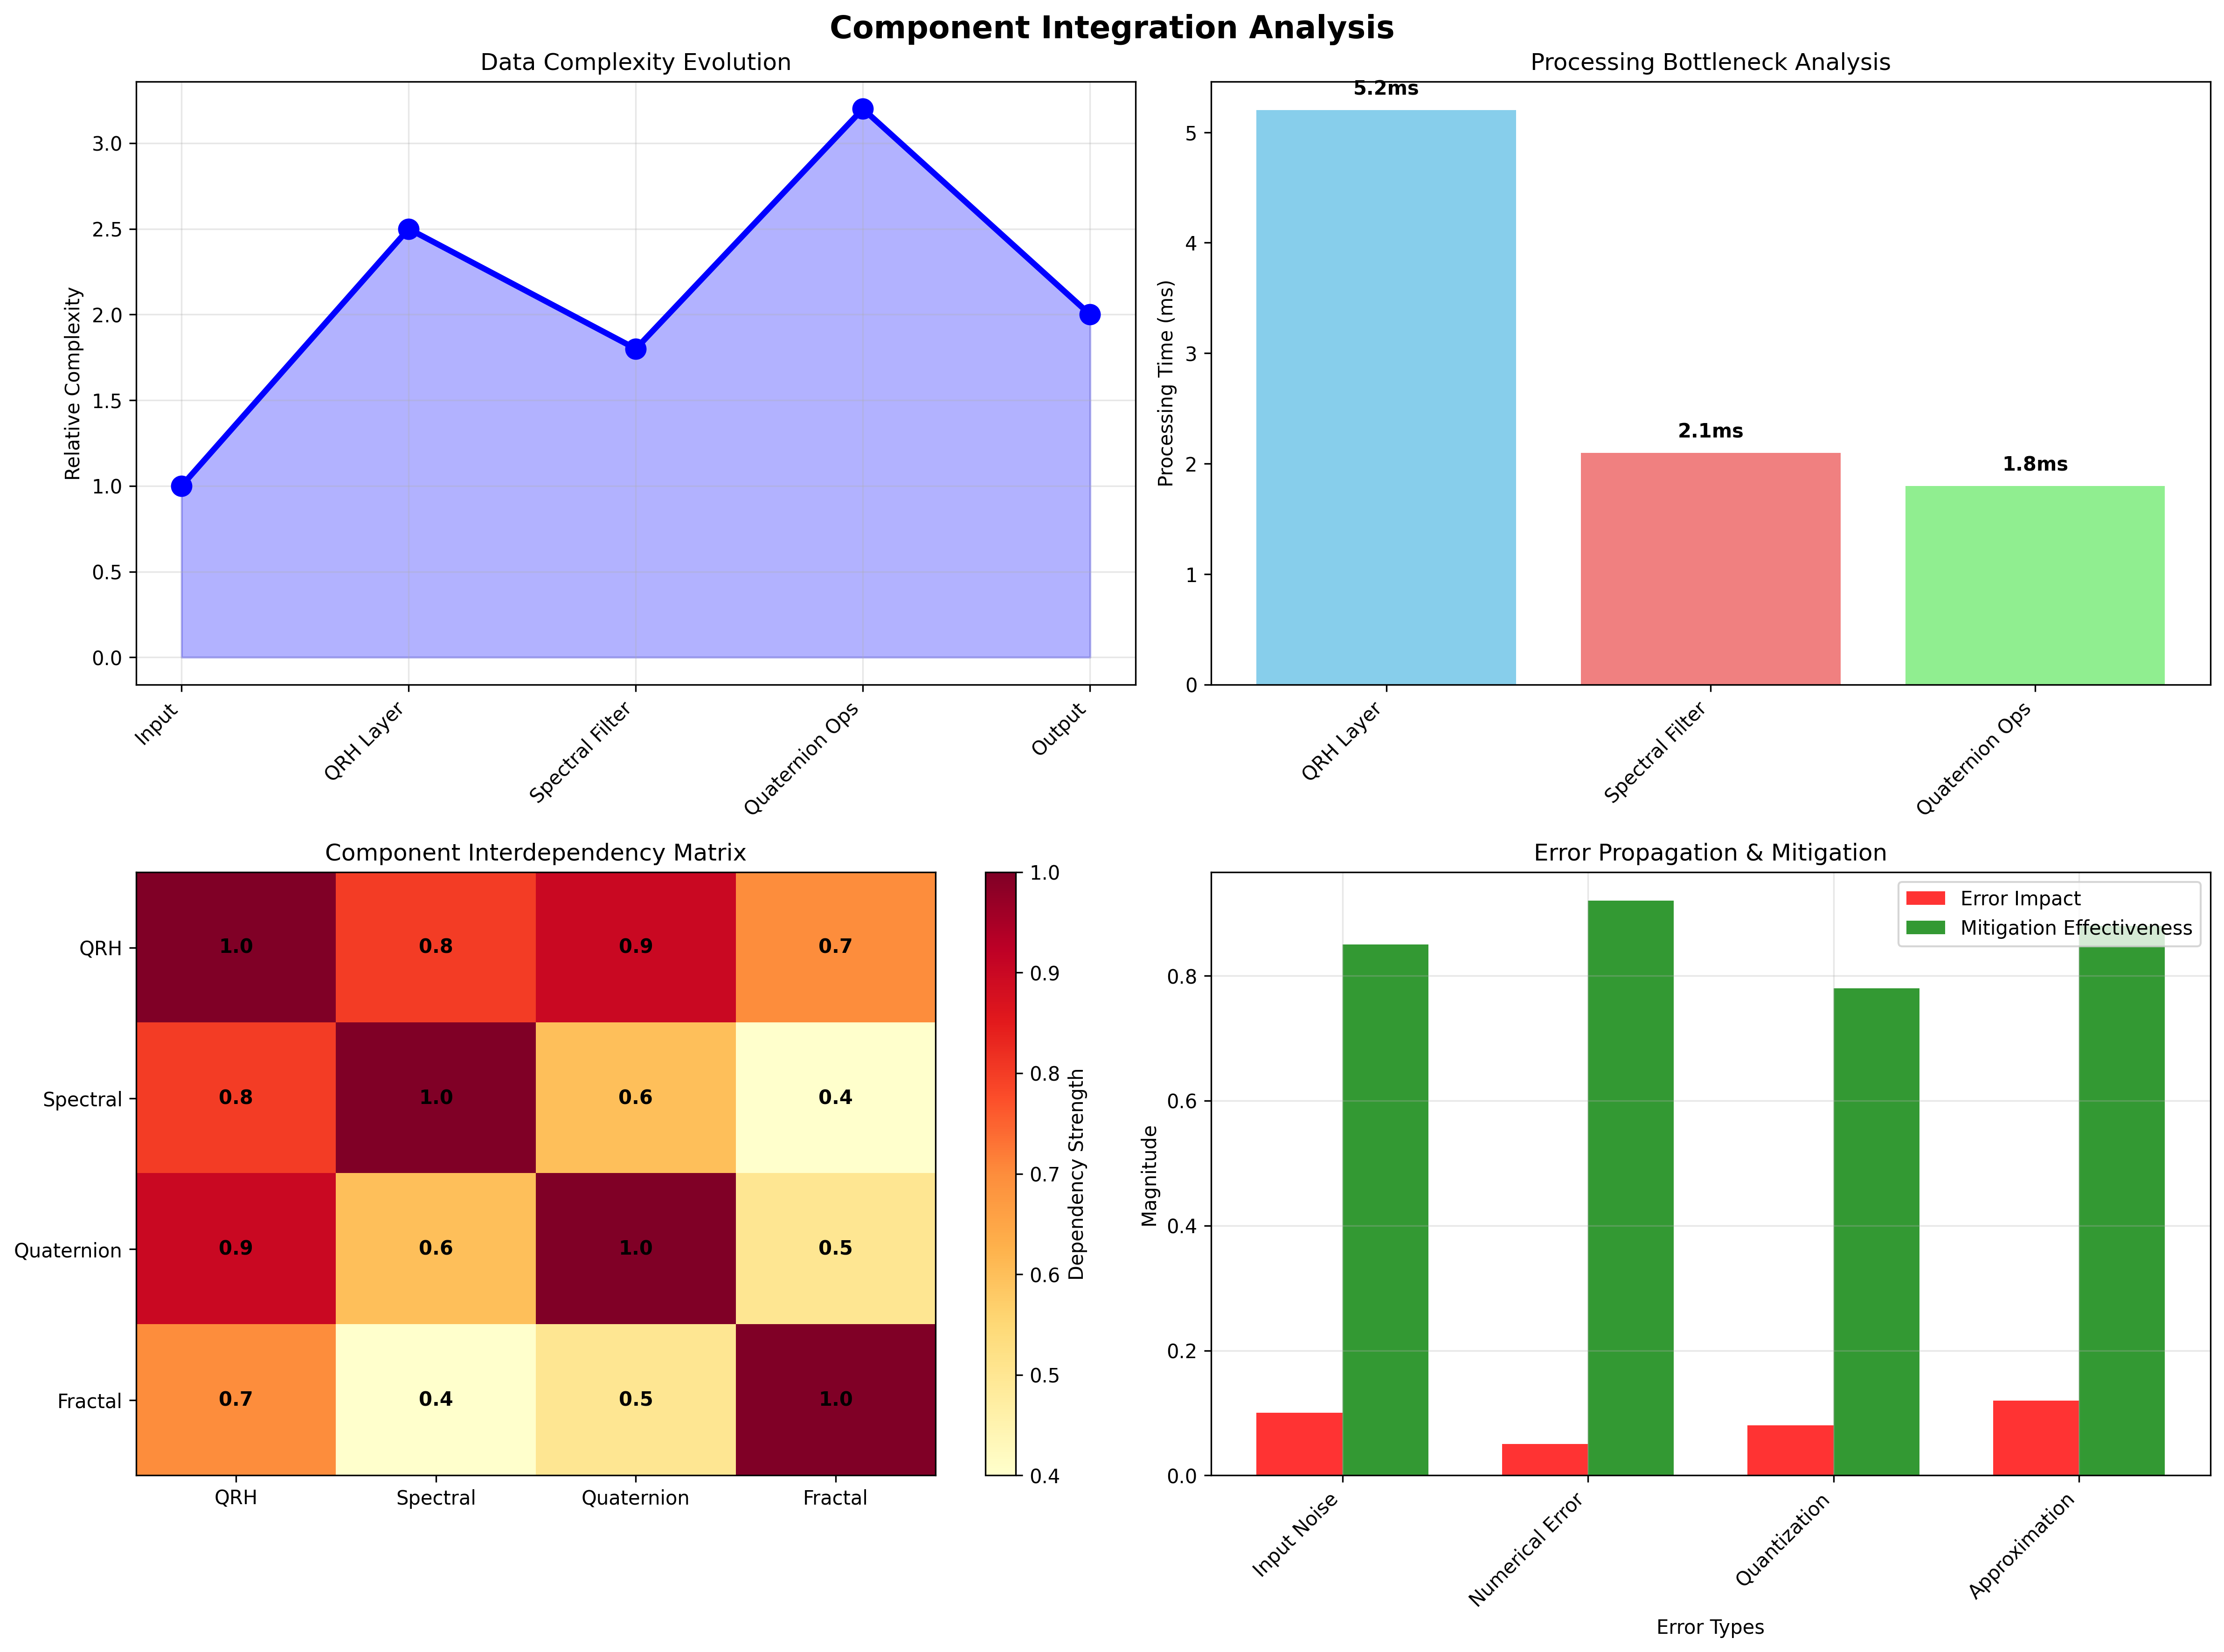 Component Integration Analysis
Data Complexity Evolution
Relative Complexity
3.0
2.5
2.0
1.5
1.0
0.5
0.0
Input
QRH Layer
Spectral Filter
Quaternion Ops
Output
Processing Bottleneck Analysis
Processing Time (ms)
5
4
3
2
1
0
5.2ms
2.1ms
1.8ms
QRH Layer
Spectral Filter
Quaternion Ops
Component Interdependency Matrix
QRH
1.0 0.8 0.9 0.7
Spectral
0.8 1.0 0.6 0.4
Quaternion
0.9 0.6 1.0 0.5
Fractal
0.7 0.4 0.5 1.0
QRH Spectral Quaternion Fractal
1.0
0.9
0.8
0.7
0.6
0.5
0.4
Dependency Strength
Error Propagation & Mitigation
Error Impact
Mitigation Effectiveness
Magnitude
0.8
0.6
0.4
0.2
0.0
Input Noise
Numerical Error
Quantization
Approximation
Error Types